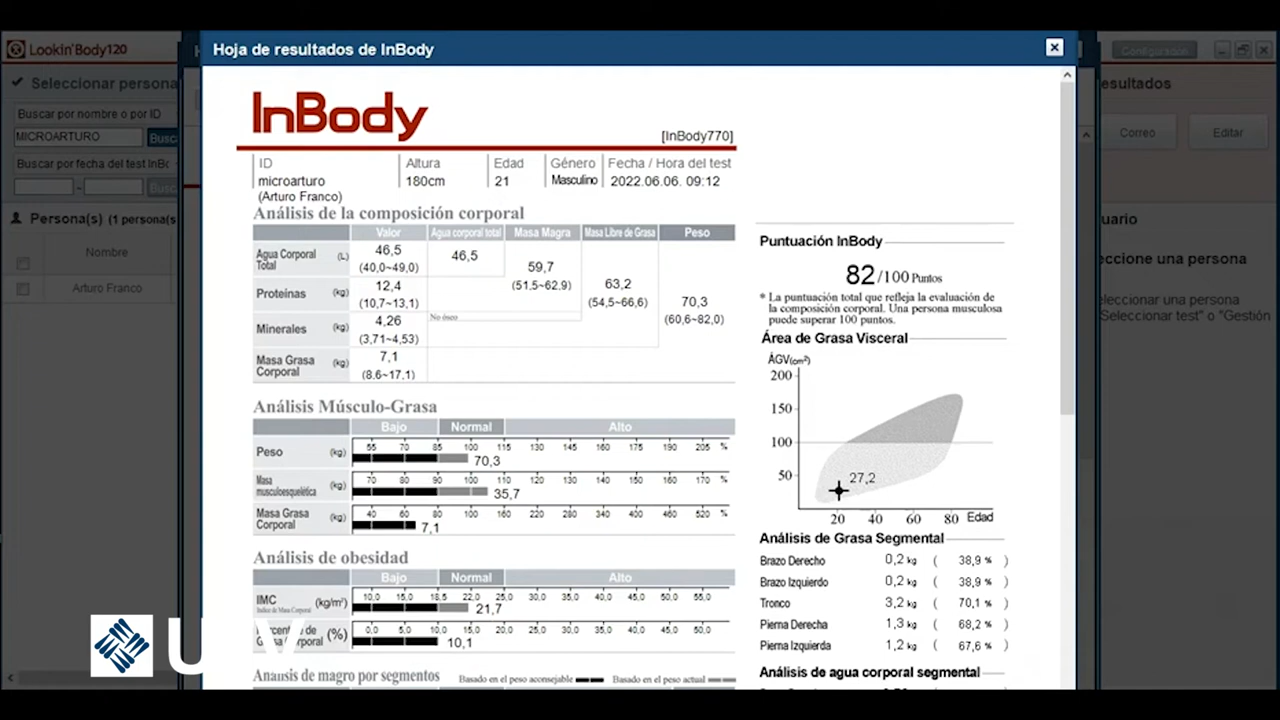 Lookin'Body120
Seleccionar persona
Buscar por nombre o por ID
MICROARTURO
Busca
Buscar por fecha del test InBo
-
Persona(s) (1 persona(s
Nombre
Arturo Franco
Hoja de resultados de InBody
InBody
[InBody770]
ID Altura Edad Género Fecha / Hora del test
microarturo 180cm 21 Masculino 2022.06.06. 09:12
(Arturo Franco)
Análisis de la composición corporal
Valor Agua corporal total Masa Magra Masa Libre de Grasa Peso
Agua Corporal Total (L) 46,5 (40,0~49,0) 46,5
59,7 (51,5~62,9)
63,2 (54,5~66,6)
70,3 (60,6~82,0)
Proteinas (kg) 12,4 (10,7~13,1)
Minerales (kg) 4,26 (3,71~4,53) No óseo
Masa Grasa Corporal (kg) 7,1 (8,6~17,1)
Análisis Músculo-Grasa
Bajo Normal Alto
Peso (kg) 55 70 85 100 115 130 145 160 175 190 205 %
70,3
Masa musculoesquelética (kg) 70 80 90 100 110 120 130 140 150 160 170 %
35,7
Masa Grasa Corporal (kg) 40 60 80 100 160 220 280 340 400 460 520 %
7,1
Análisis de obesidad
Bajo Normal Alto
IMC Índice de Masa Corporal (kg/m²) 10,0 15,0 18,5 22,0 25,0 30,0 35,0 40,0 45,0 50,0 55,0
21,7
(%) 0,0 5,0 10,0 15,0 20,0 25,0 30,0 35,0 40,0 45,0 50,0
10,1
Análisis de magro por segmentos Basado en el peso aconsejable Basado en el peso actual
Puntuación InBody
82/100 Puntos
* La puntuación total que refleja la evaluación de
la composición corporal. Una persona musculosa
puede superar 100 puntos.
Área de Grasa Visceral
ÁGV(cm²)
200
150
100
50
27,2
20 40 60 80 Edad
Análisis de Grasa Segmental
Brazo Derecho 0,2 kg ( 38,9 % )
Brazo Izquierdo 0,2 kg ( 38,9 % )
Tronco 3,2 kg ( 70,1 % )
Pierna Derecha 1,3 kg ( 68,2 % )
Pierna Izquierda 1,2 kg ( 67,6 % )
Análisis de agua corporal segmental
Configuración
esultados
Correo Editar
uario
eccione una persona
eleccionar una persona
"Seleccionar test" o "Gestión